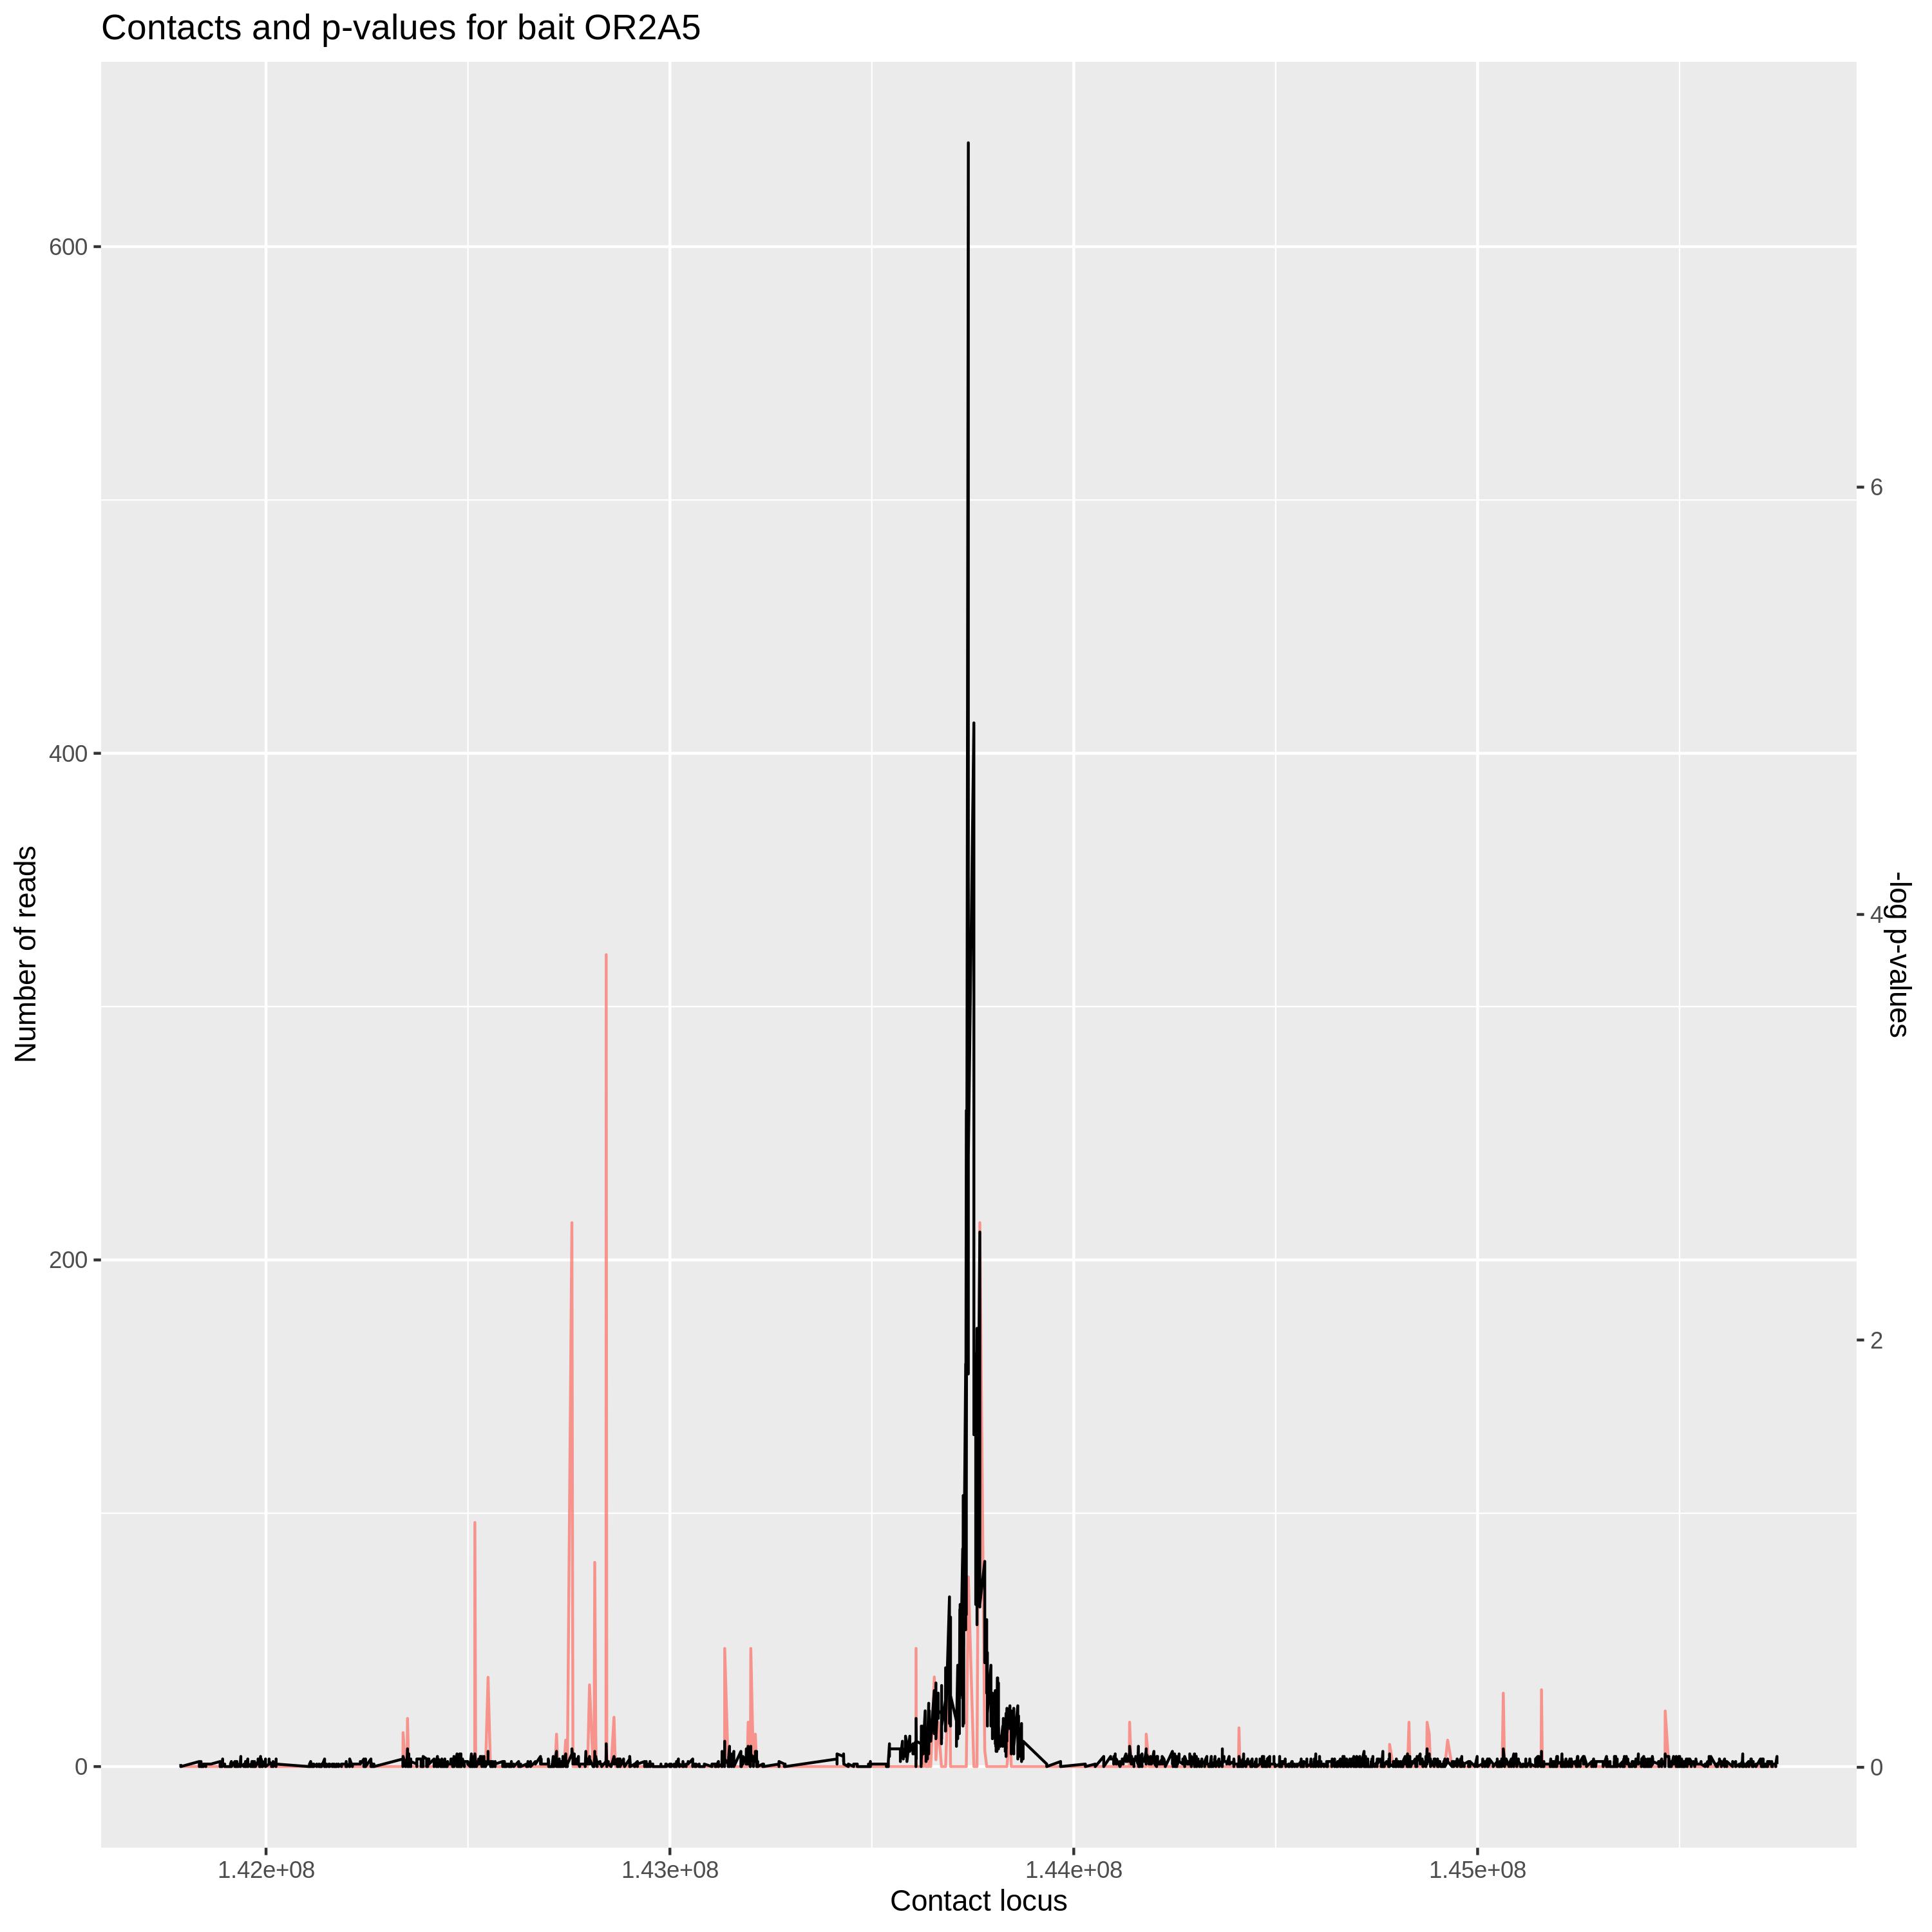 Contacts and p-values for bait OR2A5
600
400
200
0
Number of reads
6
4
2
0
-log p-values
1.42e+08
1.43e+08
1.44e+08
1.45e+08
Contact locus